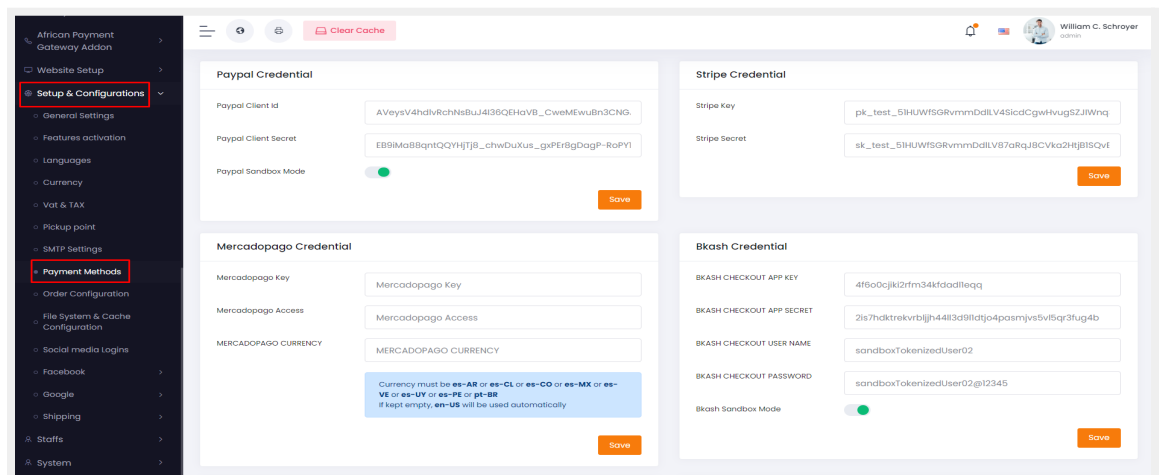 African Payment
Gateway Addon
Website Setup
Setup & Configurations
General Settings
Features activation
Languages
Currency
Vat & TAX
Pickup point
SMTP Settings
Payment Methods
Order Configuration
File System & Cache
Configuration
Social media Logins
Facebook
Google
Shipping
Staffs
System
Clear Cache
William C. Schroyer
admin
Paypal Credential
Paypal Client Id
Paypal Client Secret
Paypal Sandbox Mode
Save
Stripe Credential
Stripe Key
Stripe Secret
Save
Mercadopago Credential
Mercadopago Key
Mercadopago Key
Mercadopago Access
Mercadopago Access
MERCADOPAGO CURRENCY
MERCADOPAGO CURRENCY
Currency must be es-AR or es-CL or es-CO or es-MX or es-
VE or es-UY or es-PE or pt-BR
If kept empty, en-US will be used automatically
Save
Bkash Credential
BKASH CHECKOUT APP KEY
BKASH CHECKOUT APP SECRET
BKASH CHECKOUT USER NAME
sandboxTokenizedUser02
BKASH CHECKOUT PASSWORD
sandboxTokenizedUser02@12345
Bkash Sandbox Mode
Save